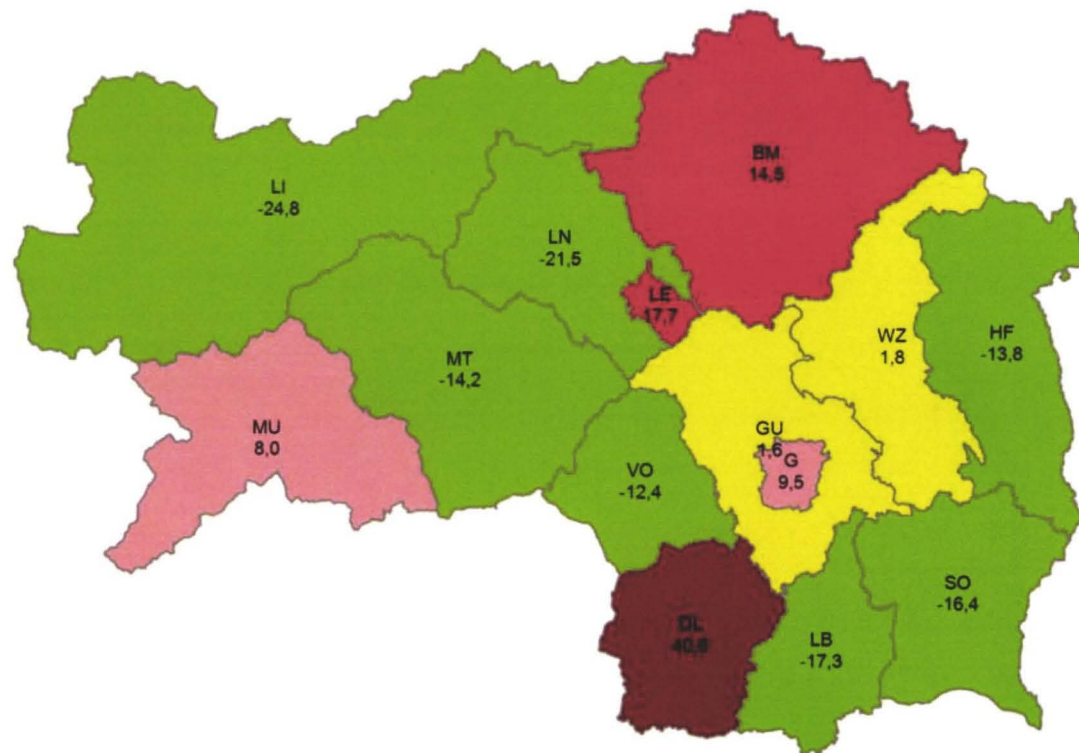 BM
14,5
LI
-24,8
LN
-21,5
LE
17,7
WZ
1,8
HF
-13,8
MT
-14,2
MU
8,0
GU
1,6
G
9,5
VO
-12,4
SO
-16,4
DL
LB
-17,3